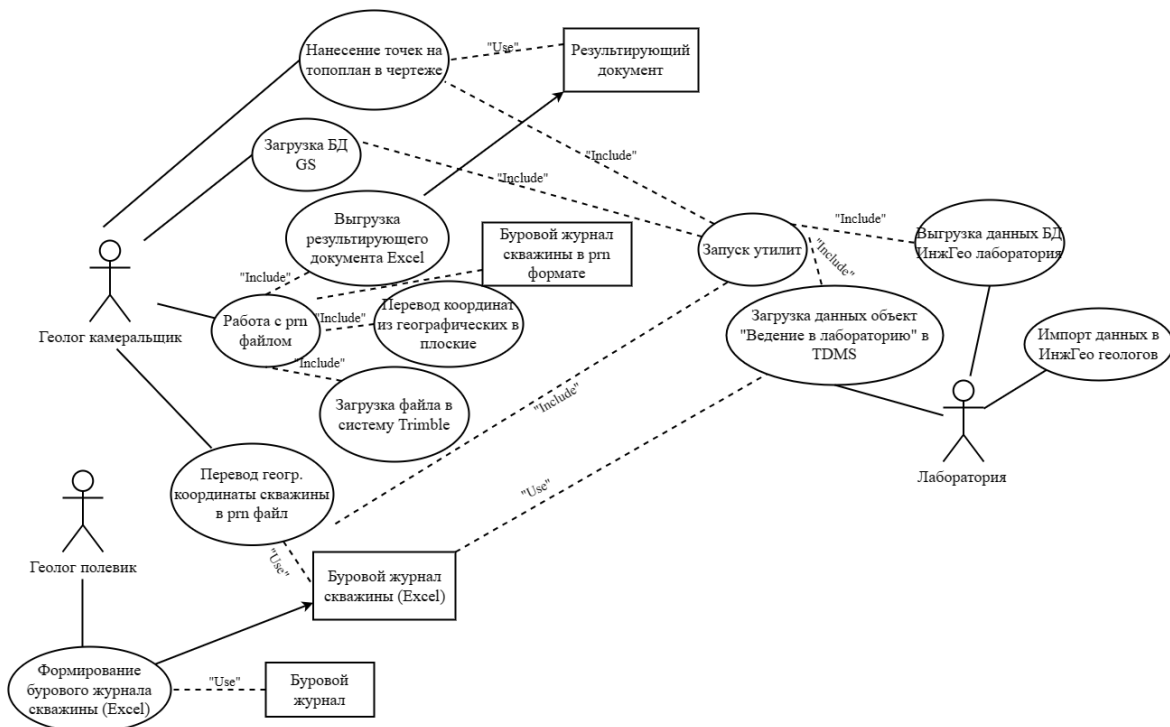 Нанесение точек на
топоплан в чертеже
"Use"
Результирующий
документ
Загрузка БД
GS
"Include"
"Include"
Выгрузка
результирующего
документа Excel
Буровой журнал
скважины в prn
формате
Запуск утилит
"Include"
Выгрузка данных БД
ИнжГео лаборатория
"Include"
"Include"
Геолог камеральщик
Работа с prn
файлом
"Include"
Перевод координат
из географических в
плоские
Загрузка данных объект
"Ведение в лабораторию" в
TDMS
Импорт данных в
ИнжГео геологов
"Include"
Загрузка файла в
систему Trimble
"Include"
Лаборатория
Перевод геогр.
координаты скважины
в prn файл
"Use"
"Use"
Геолог полевик
Буровой журнал
скважины (Excel)
Формирование
бурового журнала
скважины (Excel)
"Use"
Буровой
журнал